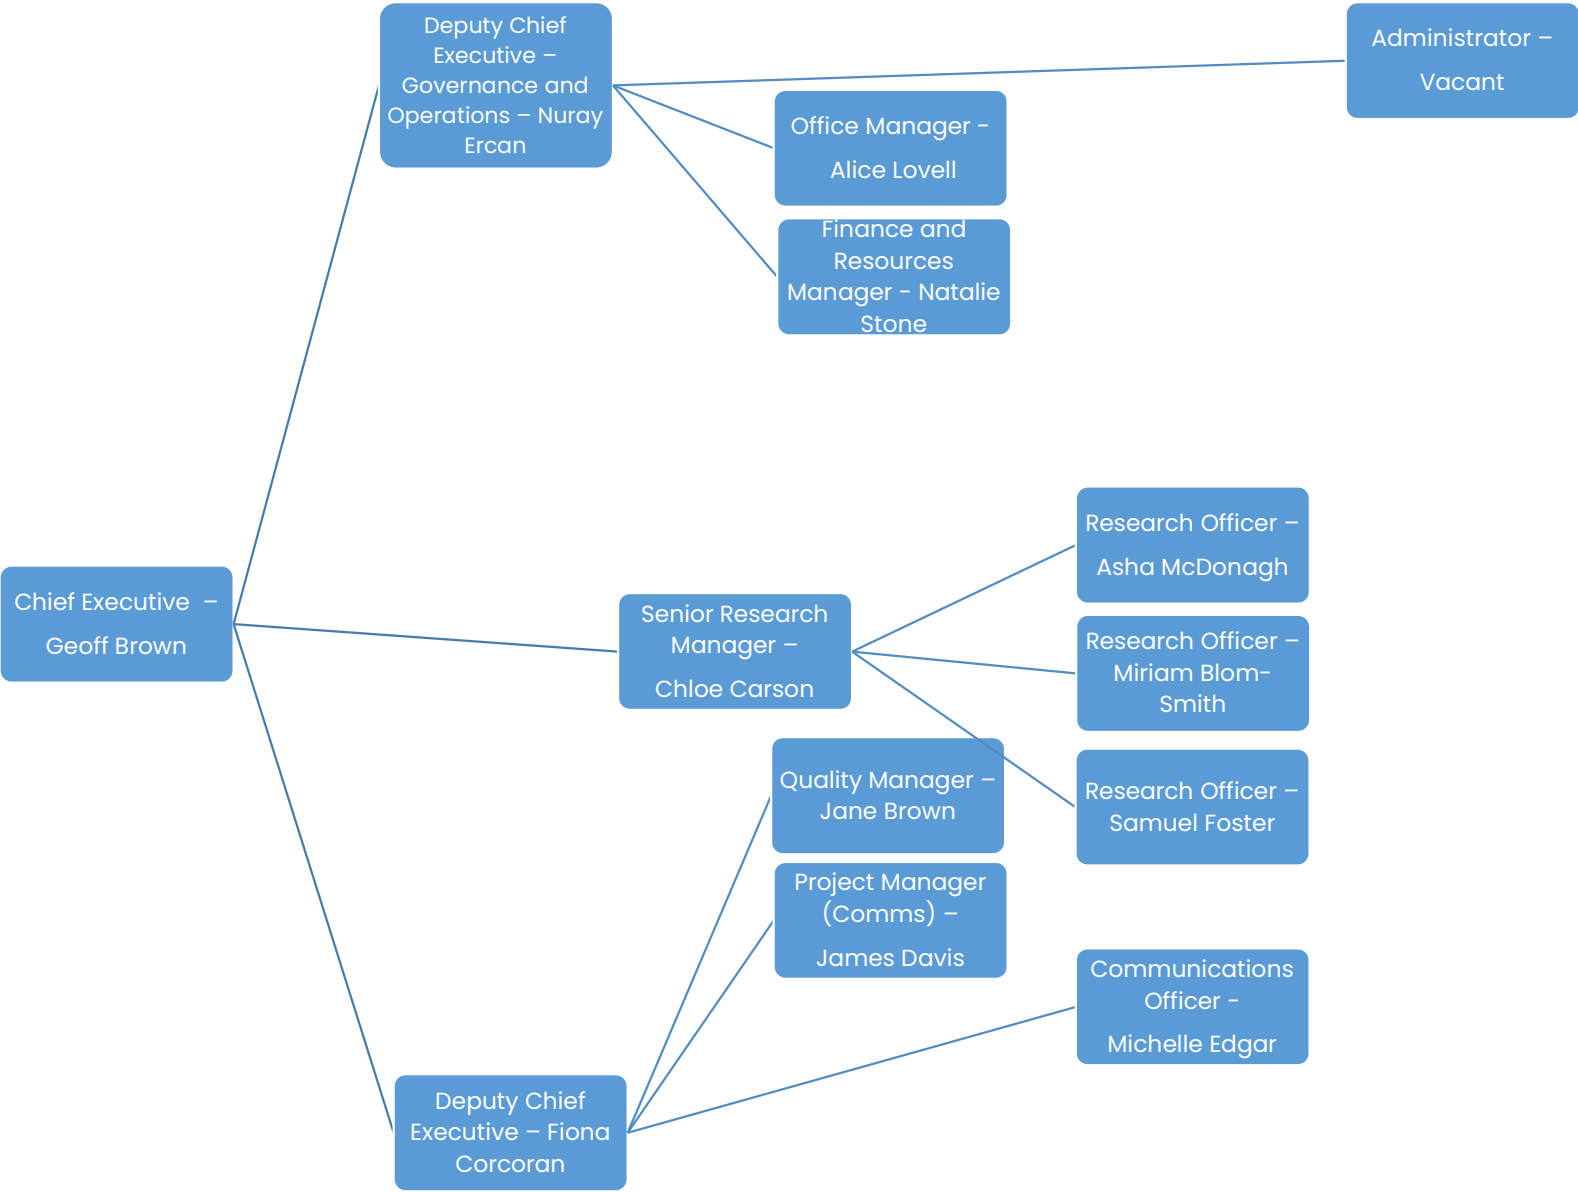 Deputy Chief
Executive –
Governance and
Operations – Nuray
Ercan
Administrator –
Vacant
Office Manager -
Alice Lovell
Finance and
Resources
Manager - Natalie
Stone
Chief Executive  –
Geoff Brown
Senior Research
Manager –
Chloe Carson
Research Officer –
Asha McDonagh
Research Officer –
Miriam Blom-
Smith
Research Officer –
Samuel Foster
Quality Manager –
Jane Brown
Project Manager
(Comms) –
James Davis
Communications
Officer -
Michelle Edgar
Deputy Chief
Executive – Fiona
Corcoran